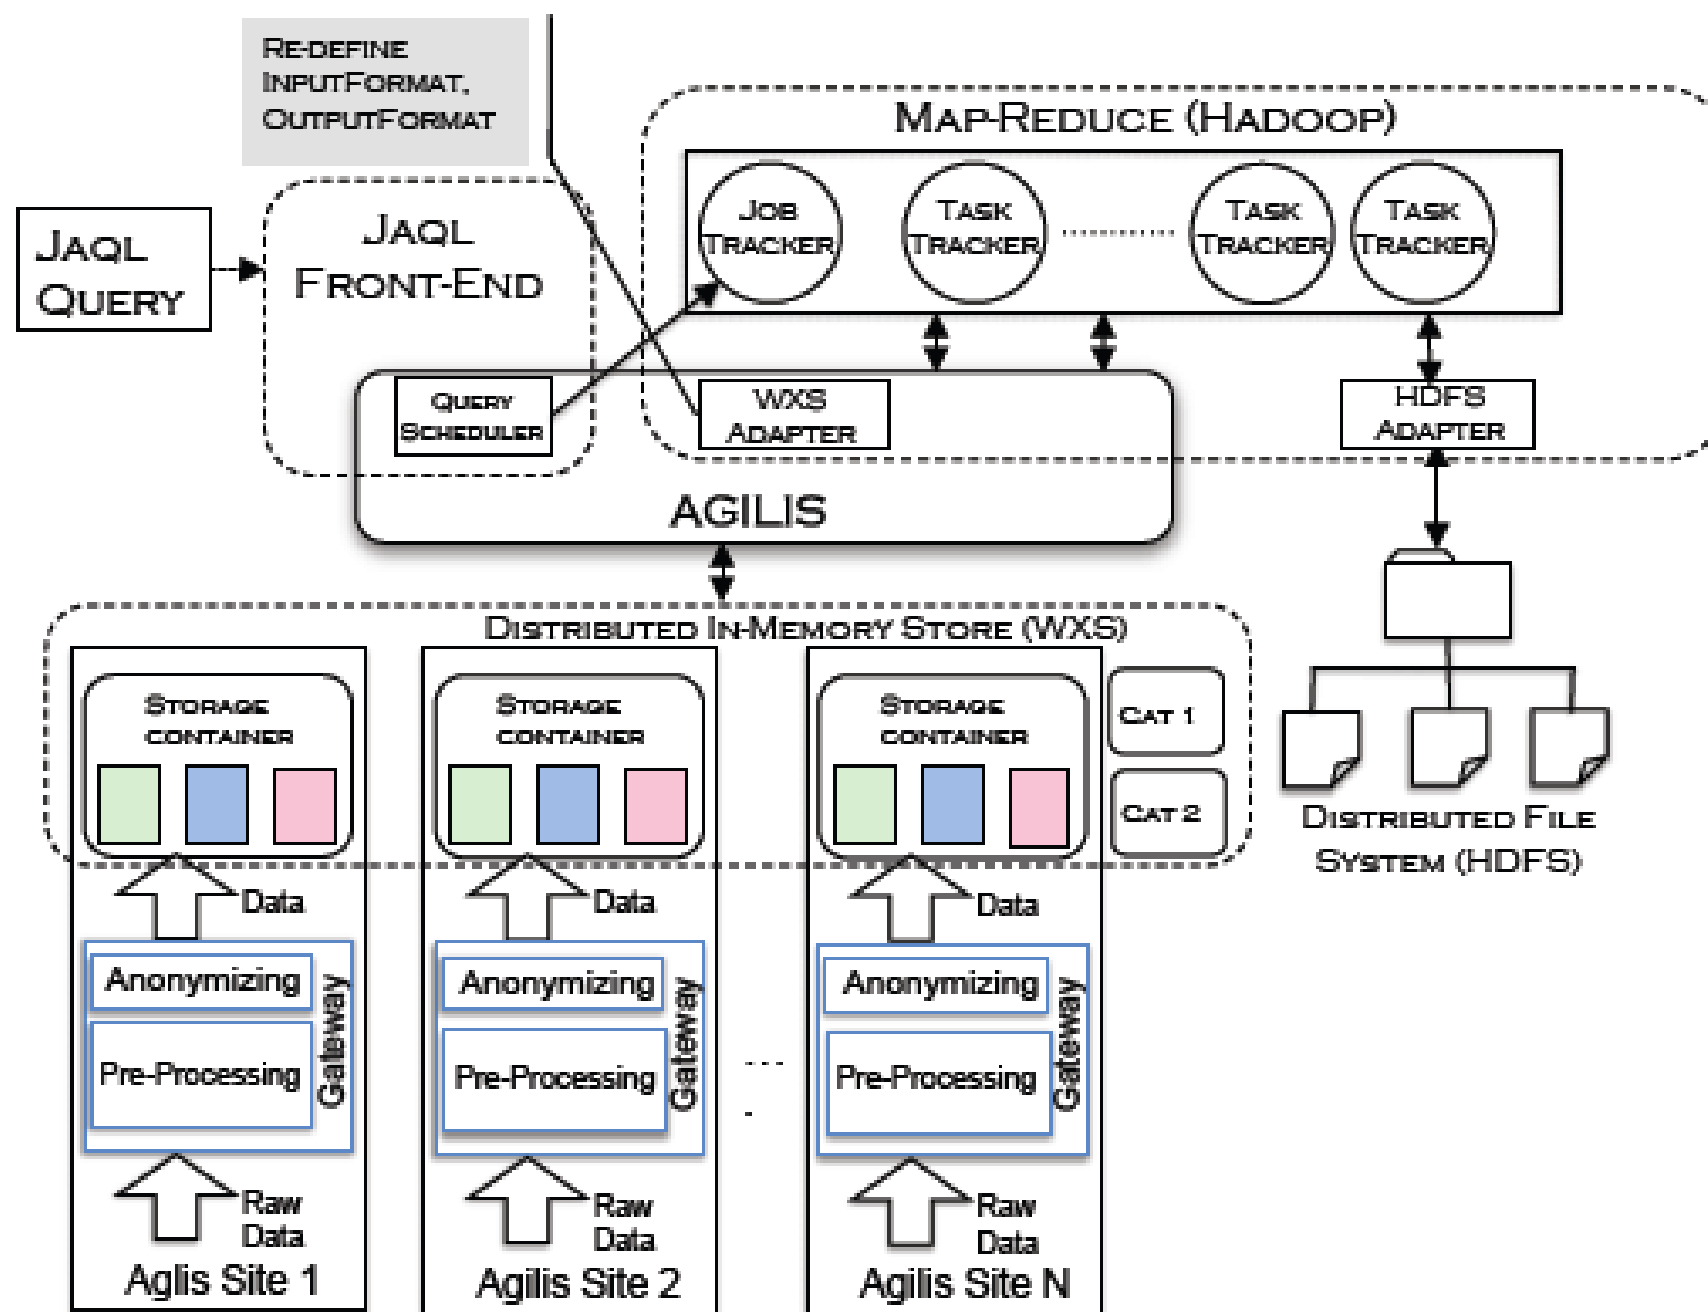 RE-DEFINE
INPUTFORMAT,
OUTPUTFORMAT
MAP-REDUCE (HADOOP)
JOB
TRACKER
TASK
TRACKER
TASK
TRACKER
TASK
TRACKER
JAQL
QUERY
JAQL
FRONT-END
QUERY
SCHEDULER
WXS
ADAPTER
HDFS
ADAPTER
AGILIS
DISTRIBUTED IN-MEMORY STORE (WXS)
STORAGE
CONTAINER
STORAGE
CONTAINER
STORAGE
CONTAINER
CAT 1
CAT 2
DISTRIBUTED FILE
SYSTEM (HDFS)
Data
Data
Data
Anonymizing
Pre-Processing
Gateway
Anonymizing
Pre-Processing
Gateway
Anonymizing
Pre-Processing
Gateway
Raw
Data
Raw
Data
Raw
Data
Aglis Site 1
Agilis Site 2
Agilis Site N